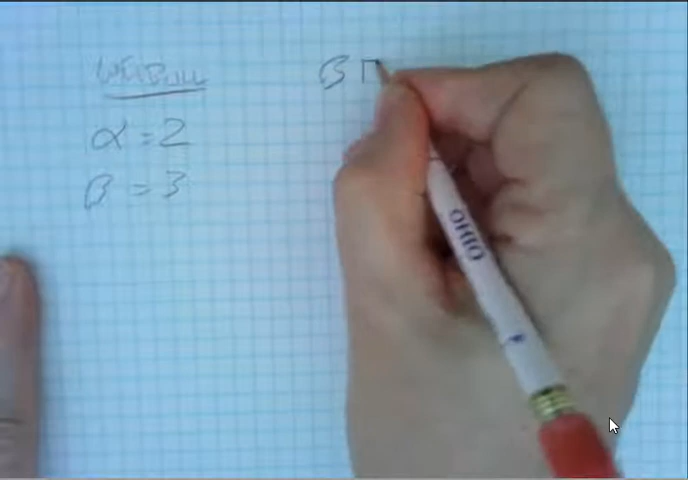 WEIBULL
α = 2
β = 3
β Γ
OHIO